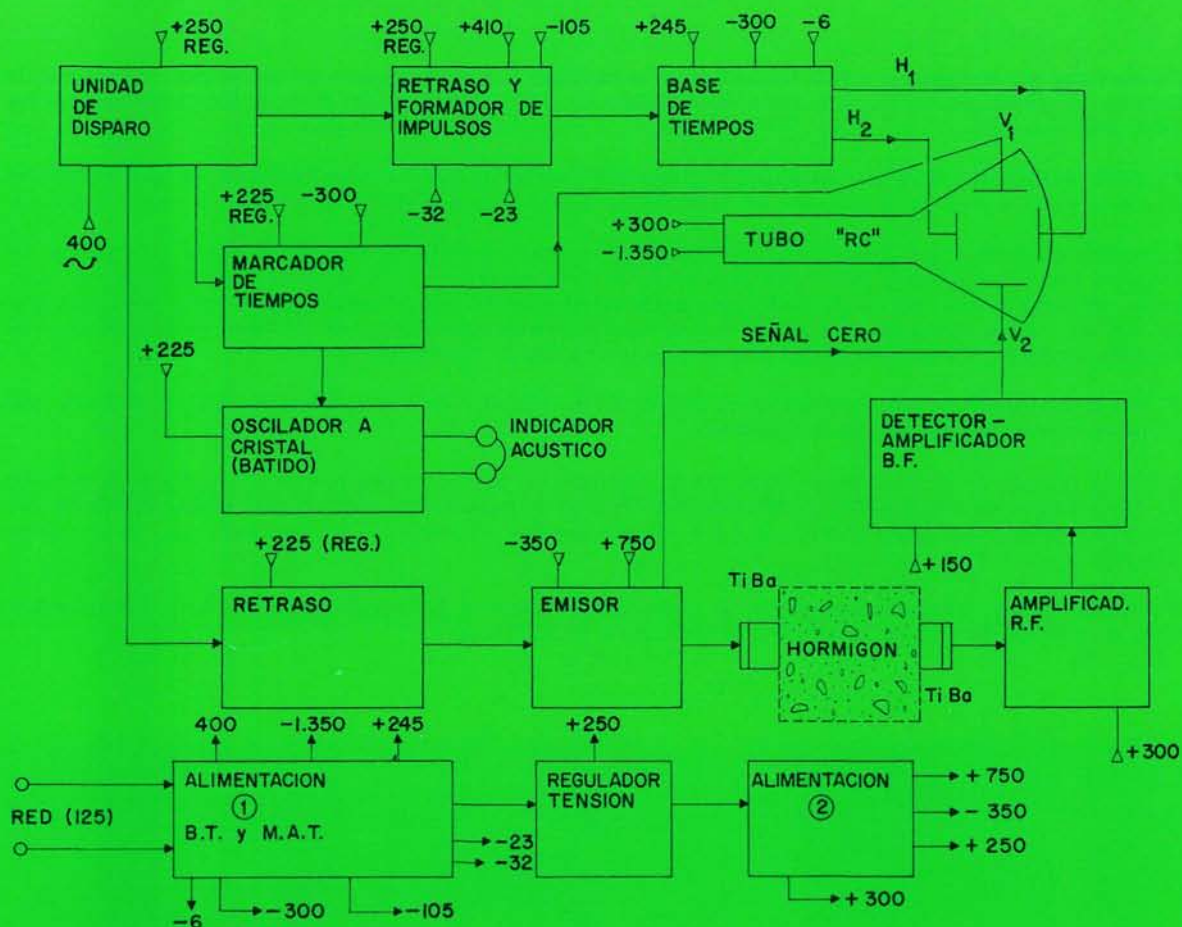 +250
REG.
+250
REG.
+410
-105
+245
-300
-6
UNIDAD
DE
DISPARO
RETRASO Y
FORMADOR DE
IMPULSOS
BASE
DE
TIEMPOS
H1
H2
V1
400
+225
REG.
-300
-32
-23
+300
-1.350
TUBO "RC"
MARCADOR
DE
TIEMPOS
SEÑAL CERO
V2
+225
OSCILADOR A
CRISTAL
(BATIDO)
INDICADOR
ACUSTICO
DETECTOR –
AMPLIFICADOR
B.F.
+225 (REG.)
-350
+750
+150
RETRASO
EMISOR
TiBa
HORMIGON
TiBa
AMPLIFICAD.
R.F.
400
-1.350
+245
+250
+300
RED (125)
ALIMENTACION
1
B.T. y M.A.T.
REGULADOR
TENSION
ALIMENTACION
2
+ 750
- 350
+ 250
-23
-32
-6
-300
-105
+ 300